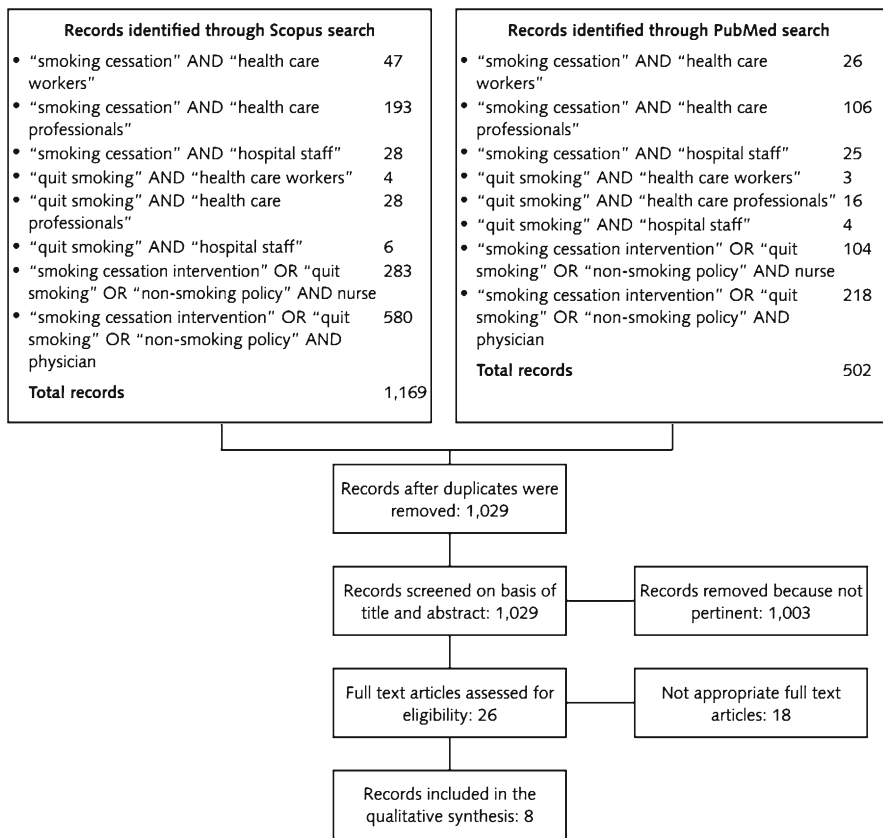 Records identified through Scopus search
• “smoking cessation” AND “health care 47
workers”
• “smoking cessation” AND “health care 193
professionals”
• “smoking cessation” AND “hospital staff” 28
• “quit smoking” AND “health care workers” 4
• “quit smoking” AND “health care 28
professionals”
• “quit smoking” AND “hospital staff” 6
• “smoking cessation intervention” OR “quit 283
smoking” OR “non-smoking policy” AND nurse
• “smoking cessation intervention” OR “quit 580
smoking” OR “non-smoking policy” AND
physician
Total records 1,169
Records identified through PubMed search
• “smoking cessation” AND “health care 26
workers”
• “smoking cessation” AND “health care 106
professionals”
• “smoking cessation” AND “hospital staff” 25
• “quit smoking” AND “health care workers” 3
• “quit smoking” AND “health care professionals” 16
• “quit smoking” AND “hospital staff” 4
• “smoking cessation intervention” OR “quit 104
smoking” OR “non-smoking policy” AND nurse
• “smoking cessation intervention” OR “quit 218
smoking” OR “non-smoking policy” AND
physician
Total records 502
Records after duplicates were
removed: 1,029
Records screened on basis of
title and abstract: 1,029
Records removed because not
pertinent: 1,003
Full text articles assessed for
eligibility: 26
Not appropriate full text
articles: 18
Records included in the
qualitative synthesis: 8